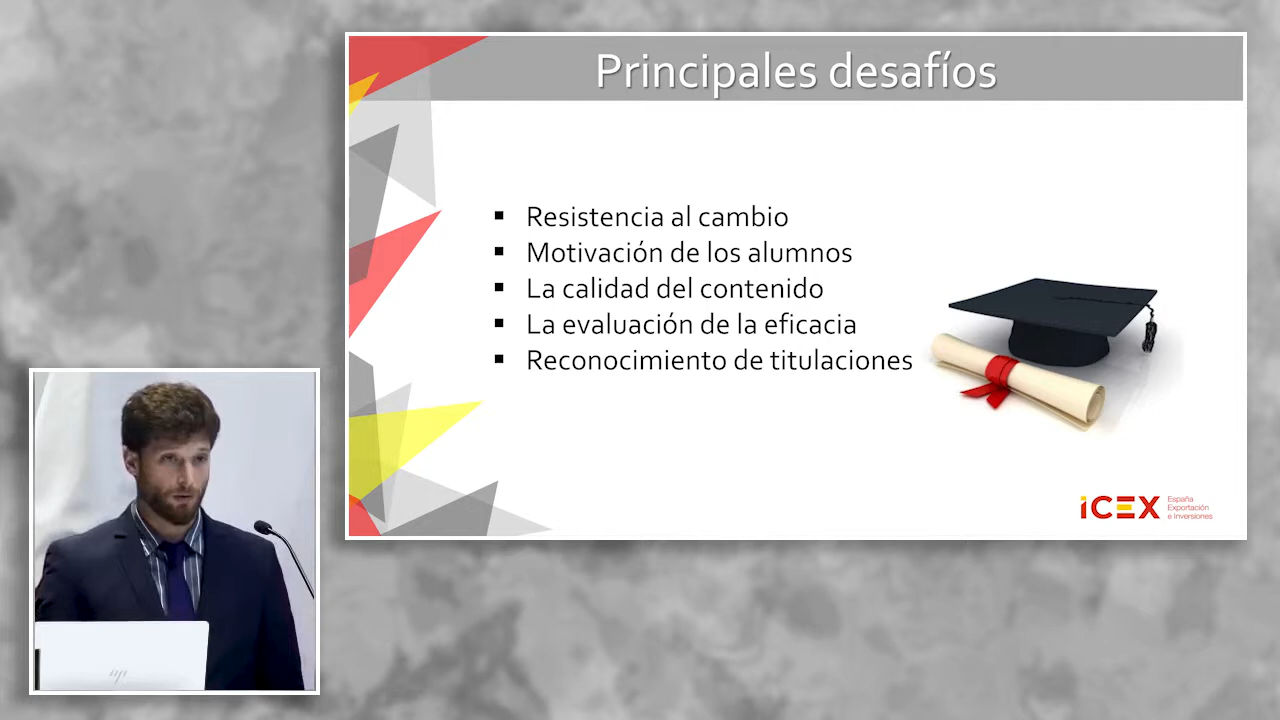 Principales desafíos
Resistencia al cambio
Motivación de los alumnos
La calidad del contenido
La evaluación de la eficacia
Reconocimiento de titulaciones
iCEX
España
Exportación
e Inversiones
hp